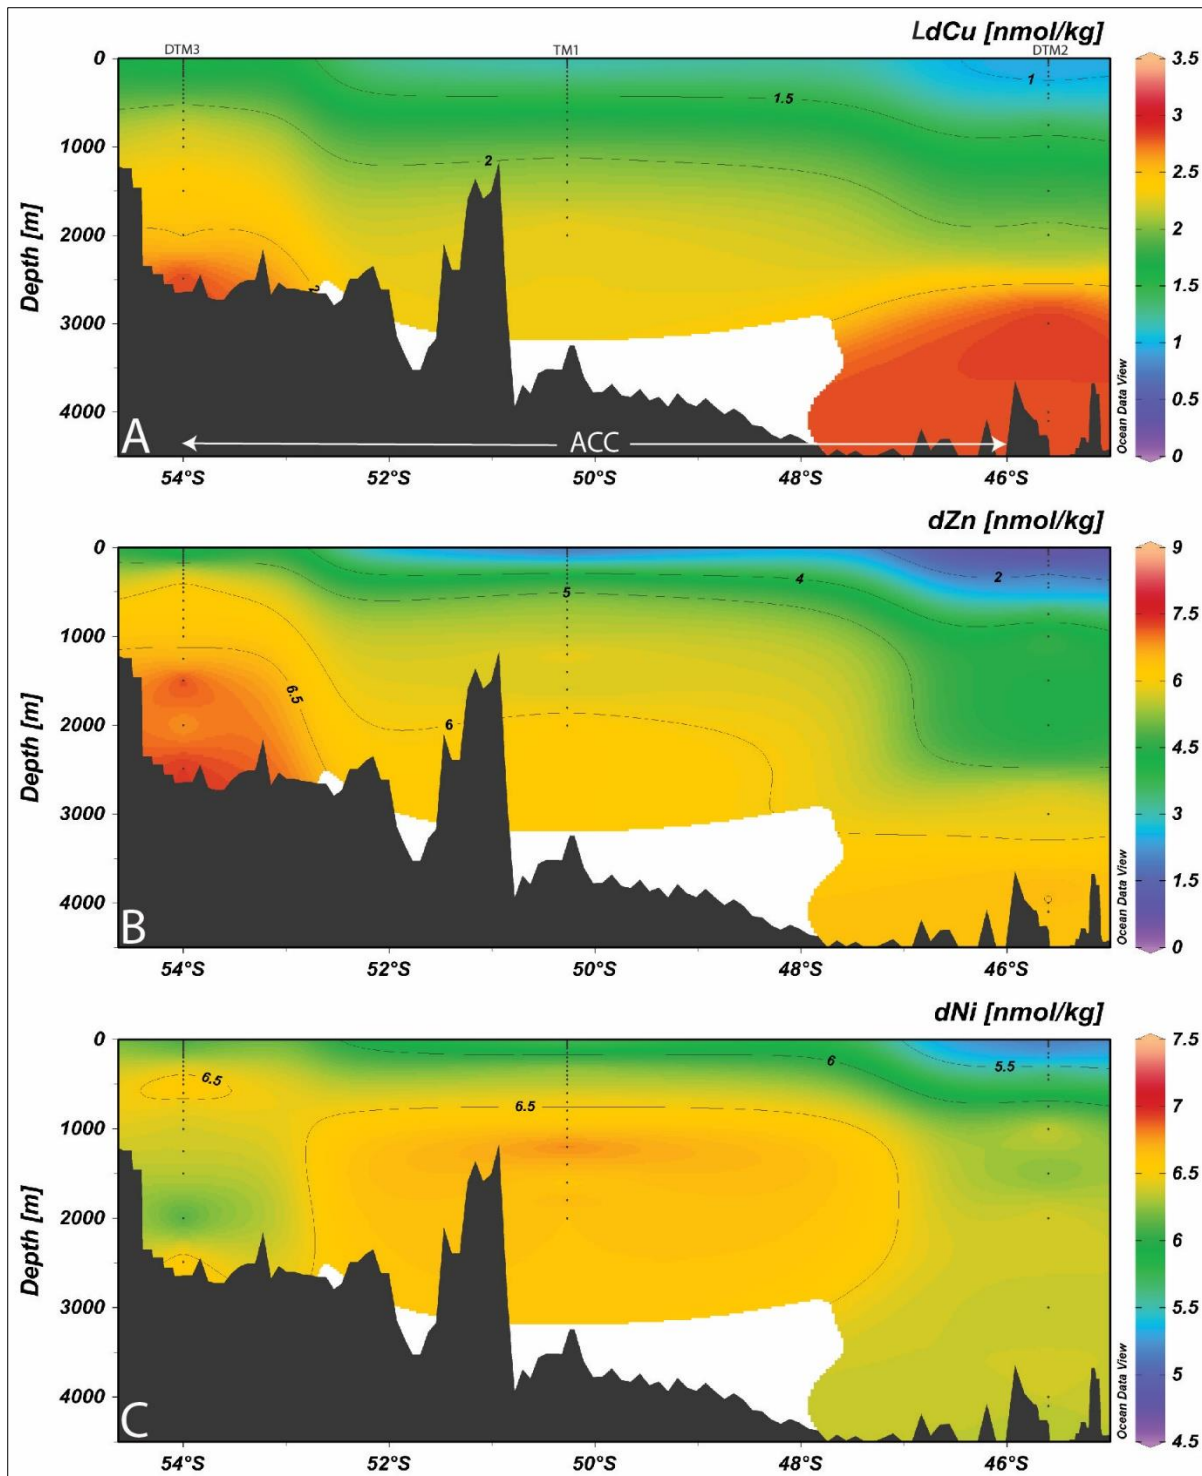 LdCu [nmol/kg]
DTM3 TM1 DTM2
0
1000
2000
3000
4000
Depth [m]
1
1.5
2
2
A
ACC
54°S 52°S 50°S 48°S 46°S
3.5
3
2.5
2
1.5
1
0.5
0
Ocean Data View
dZn [nmol/kg]
0
1000
2000
3000
4000
Depth [m]
2
4
5
6.5
6
B
54°S 52°S 50°S 48°S 46°S
9
7.5
6
4.5
3
1.5
0
Ocean Data View
dNi [nmol/kg]
0
1000
2000
3000
4000
Depth [m]
6.5
6
5.5
6.5
C
54°S 52°S 50°S 48°S 46°S
7.5
7
6.5
6
5.5
5
4.5
Ocean Data View